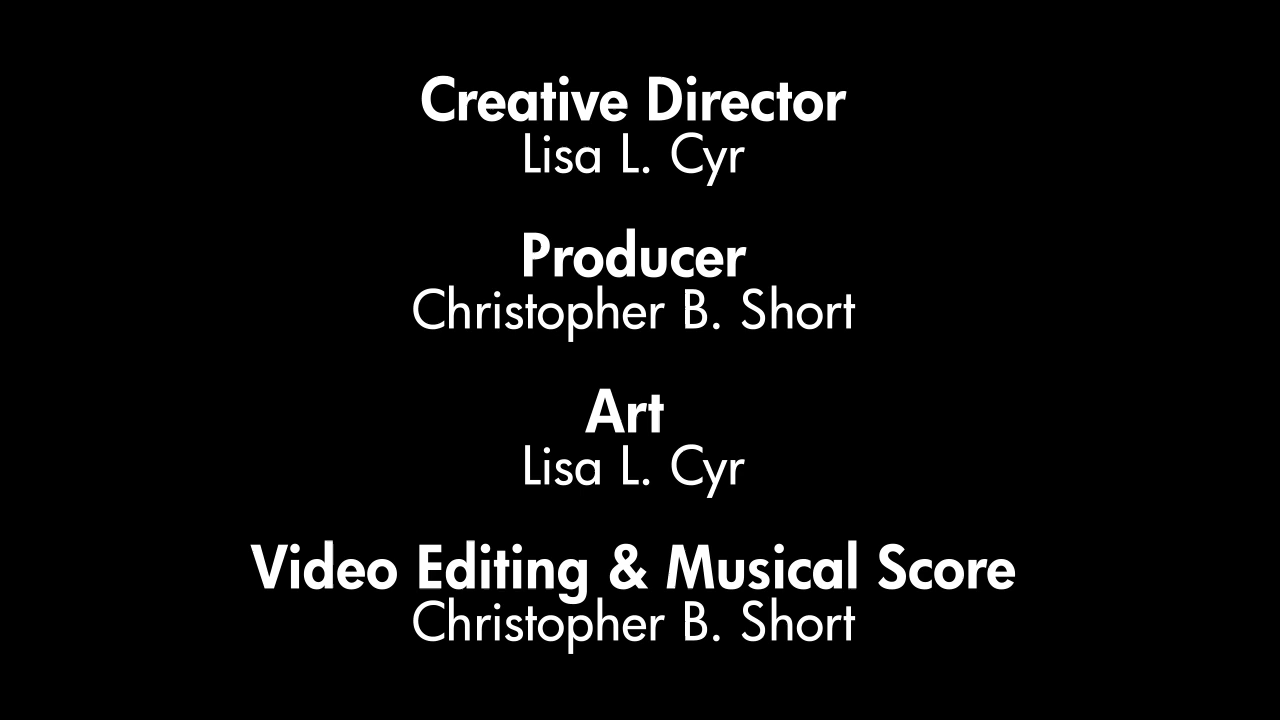 Creative Director
Lisa L. Cyr
Producer
Christopher B. Short
Art
Lisa L. Cyr
Video Editing & Musical Score
Christopher B. Short